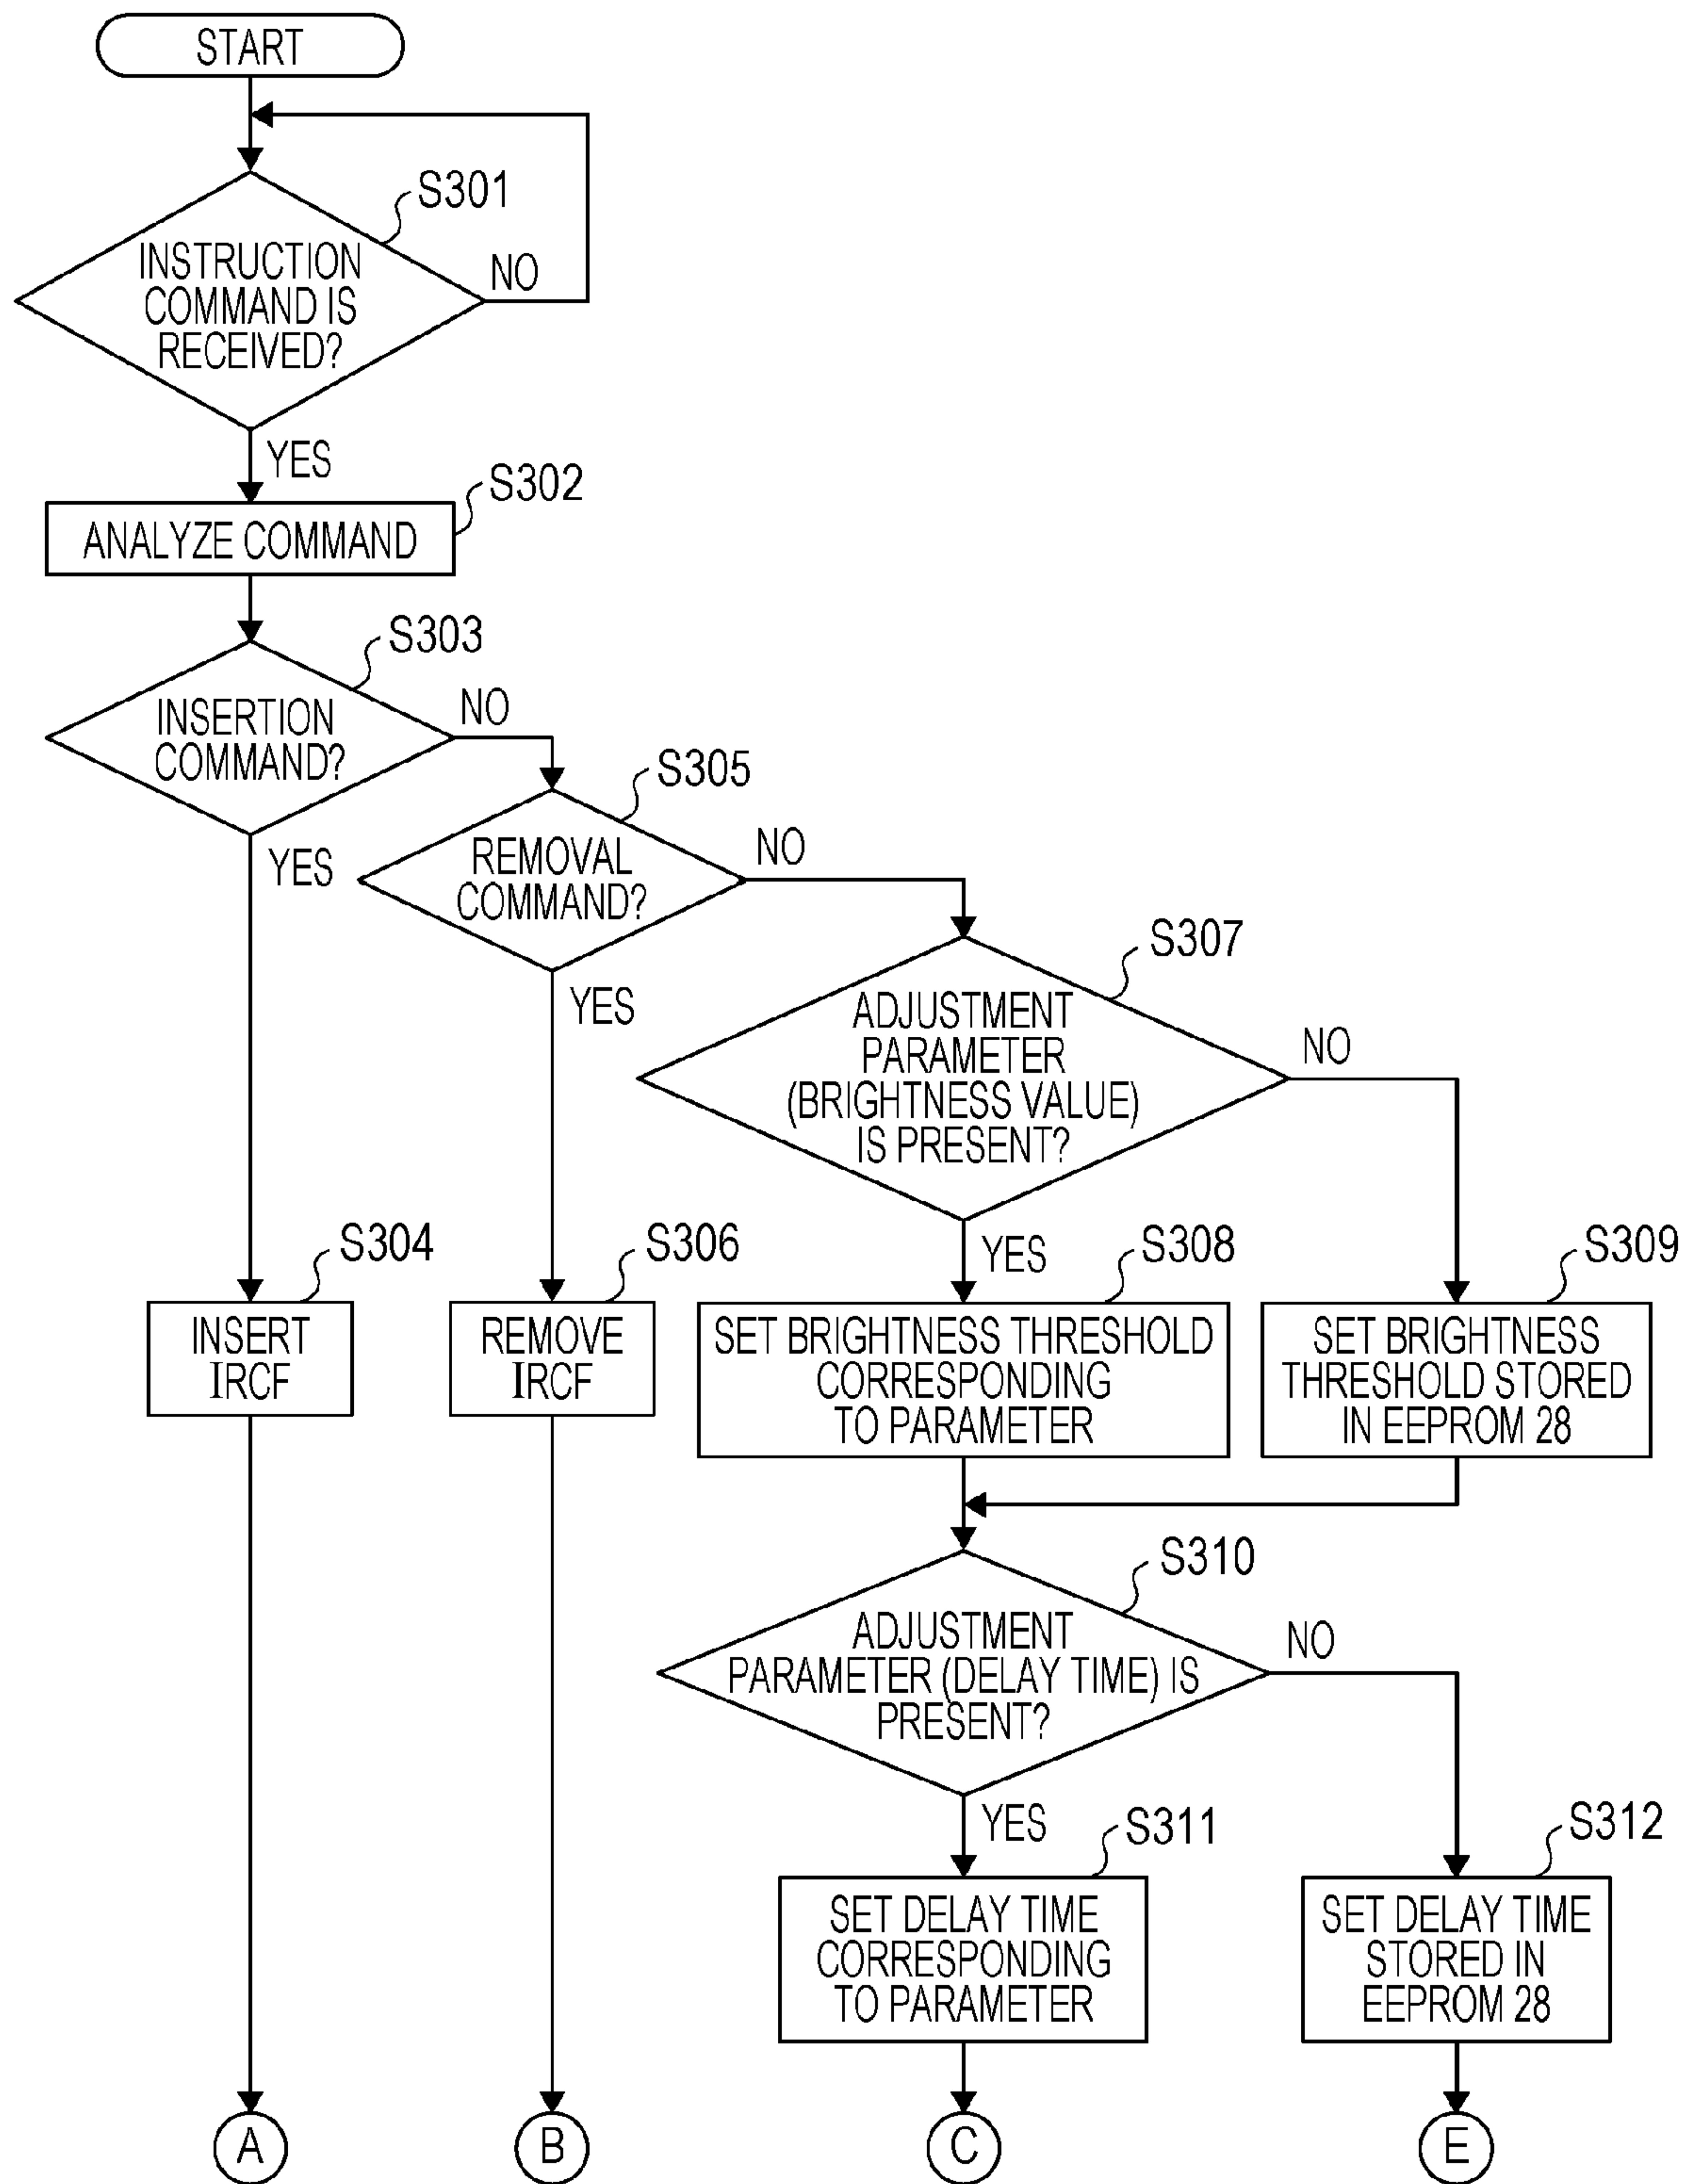 START
S301
INSTRUCTION
COMMAND IS
RECEIVED?
NO
YES
S302
ANALYZE COMMAND
S303
INSERTION
COMMAND?
NO
YES
S305
REMOVAL
COMMAND?
NO
YES
S307
ADJUSTMENT
PARAMETER
(BRIGHTNESS VALUE)
IS PRESENT?
NO
YES
S304
INSERT
IRCF
S306
REMOVE
IRCF
S308
SET BRIGHTNESS THRESHOLD
CORRESPONDING
TO PARAMETER
S309
SET BRIGHTNESS
THRESHOLD STORED
IN EEPROM 28
S310
ADJUSTMENT
PARAMETER (DELAY TIME) IS
PRESENT?
NO
YES
S311
SET DELAY TIME
CORRESPONDING
TO PARAMETER
S312
SET DELAY TIME
STORED IN
EEPROM 28
A
B
C
E